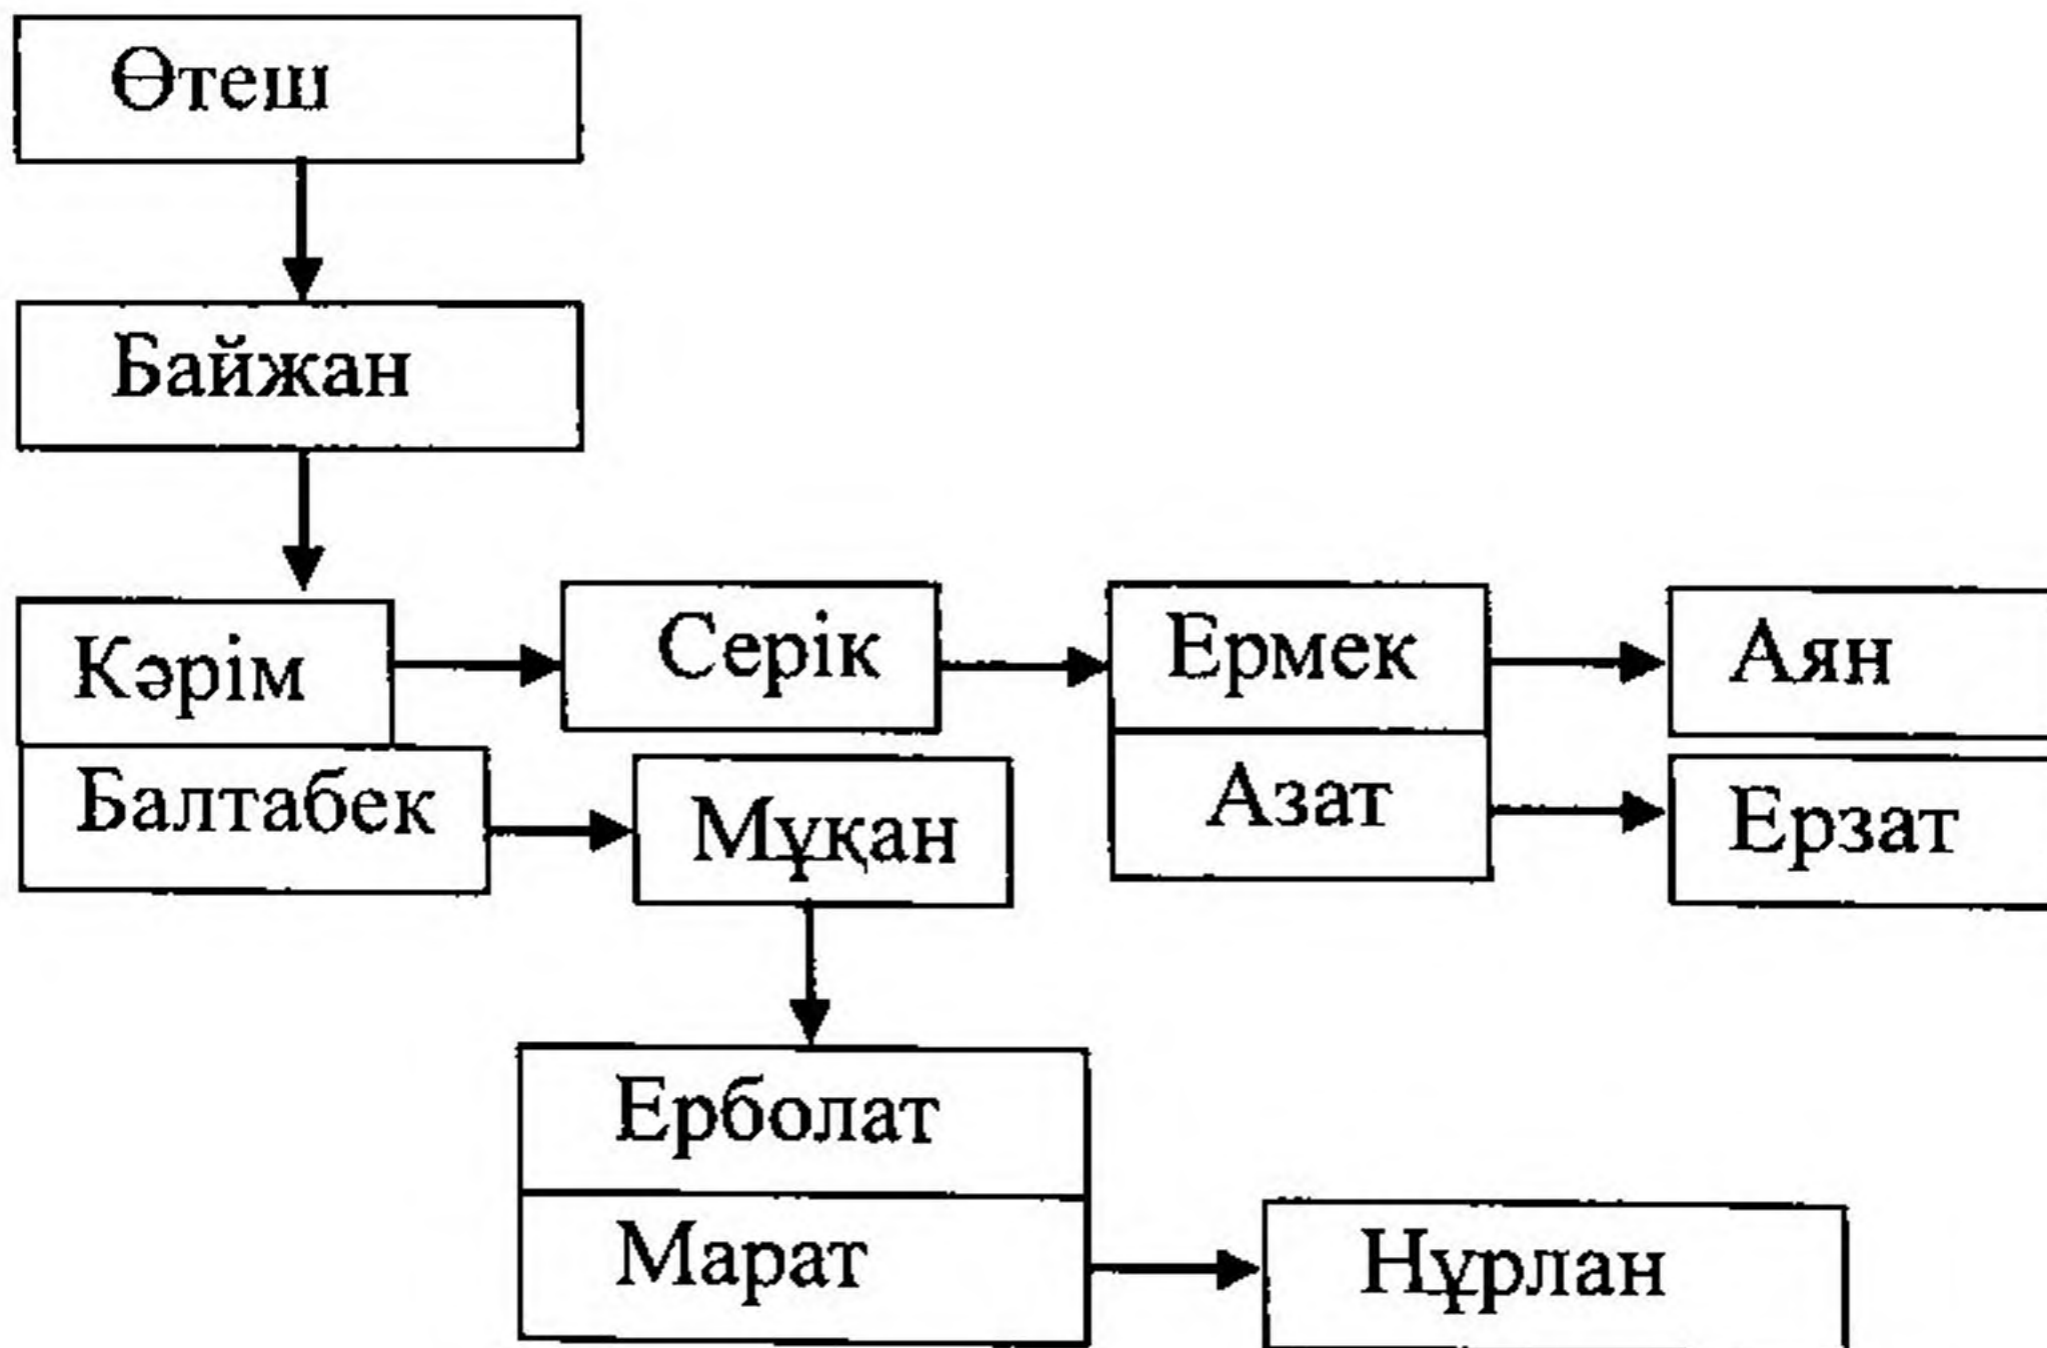 Өтеш
Байжан
Кәрім
Серік
Ермек
Аян
Балтабек
Мұқан
Азат
Ерзат
Ерболат
Марат
Нұрлан